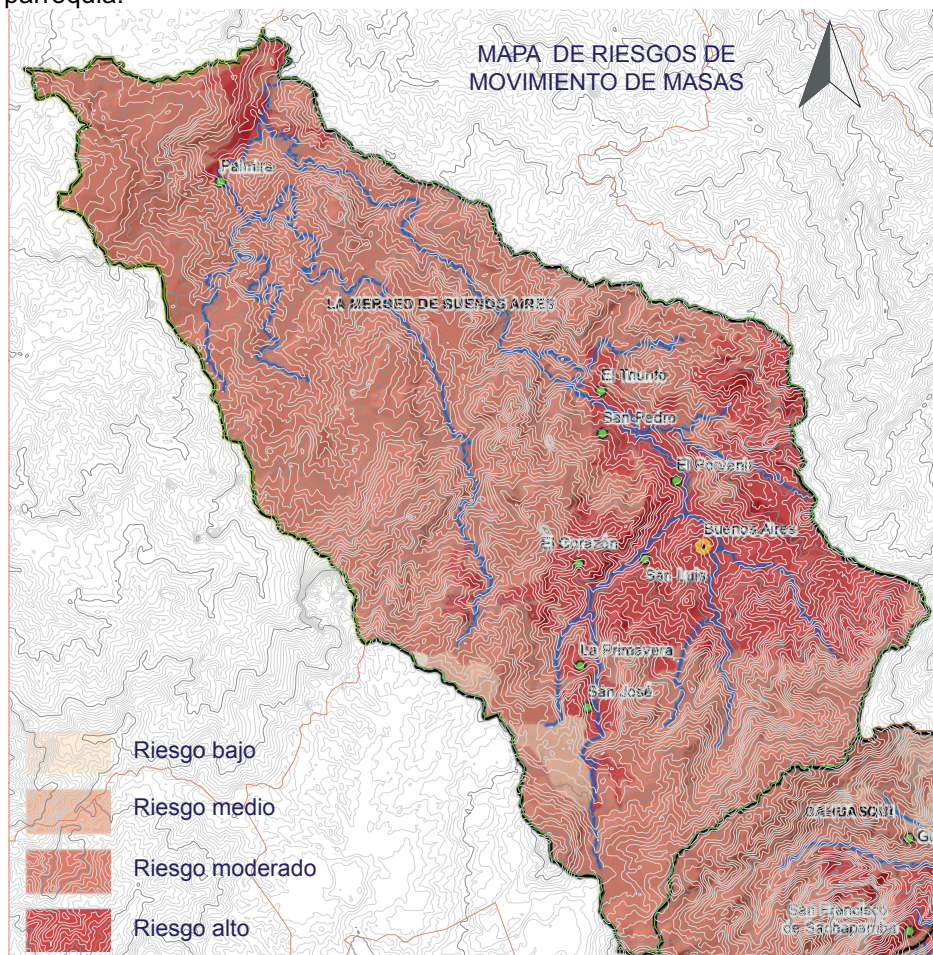 parroquia.
MAPA DE RIESGOS DE
MOVIMIENTO DE MASAS
Palmira
LA MERSED DE BUENOS AIRES
El Triunfo
San Pedro
El Porvenir
Buenos Aires
El Corazón
San Luis
La Primavera
San José
Riesgo bajo
Riesgo medio
Riesgo moderado
Riesgo alto
CAHUASQUI
San Francisco
de Sachapamba